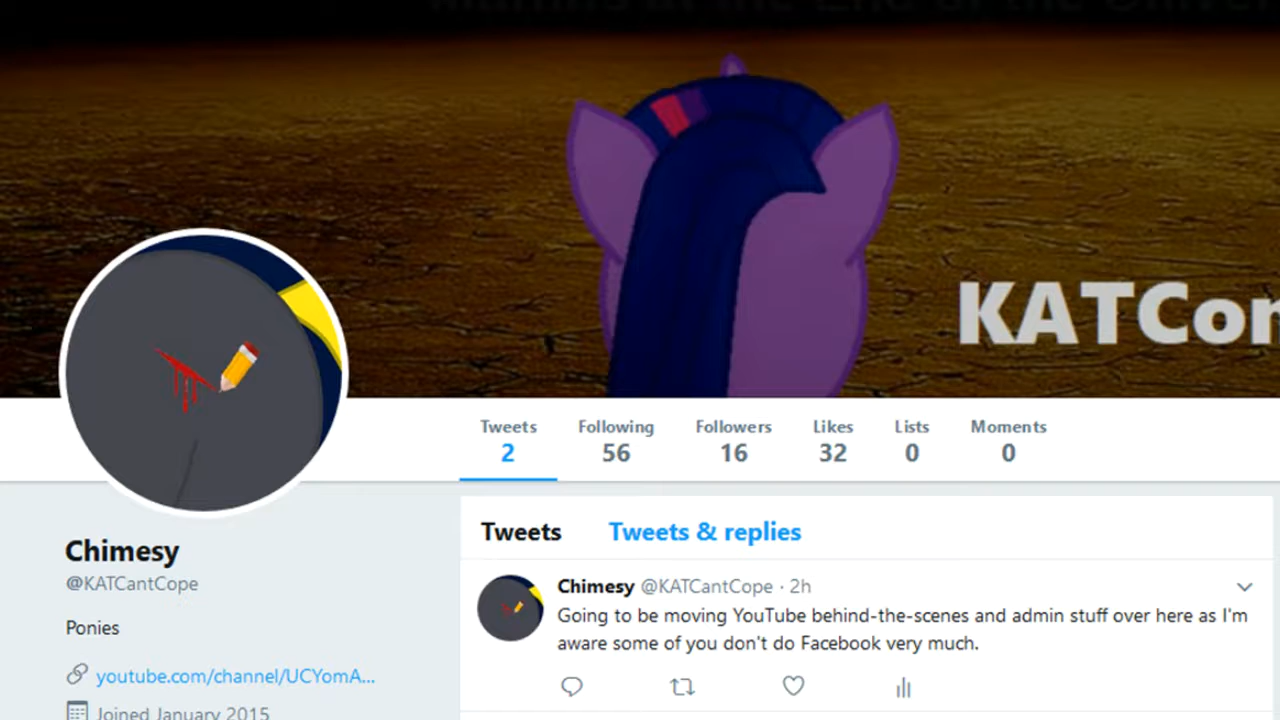 KATCon
Tweets Following Followers Likes Lists Moments
2 56 16 32 0 0
Tweets Tweets & replies
Chimesy
@KATCantCope
Ponies
youtube.com/channel/UCYomA...
Joined January 2015
Chimesy @KATCantCope · 2h
Going to be moving YouTube behind-the-scenes and admin stuff over here as I'm
aware some of you don't do Facebook very much.